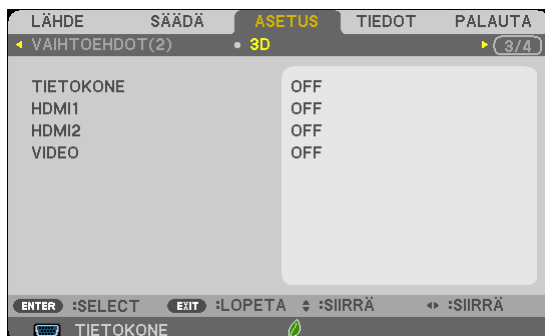 LÄHDE SÄÄDÄ ASETUS TIEDOT PALAUTA
VAIHTOEHDOT(2) 3D 3/4
TIETOKONE OFF
HDMI1 OFF
HDMI2 OFF
VIDEO OFF
ENTER :SELECT EXIT :LOPETA :SIIRRÄ :SIIRRÄ
TIETOKONE